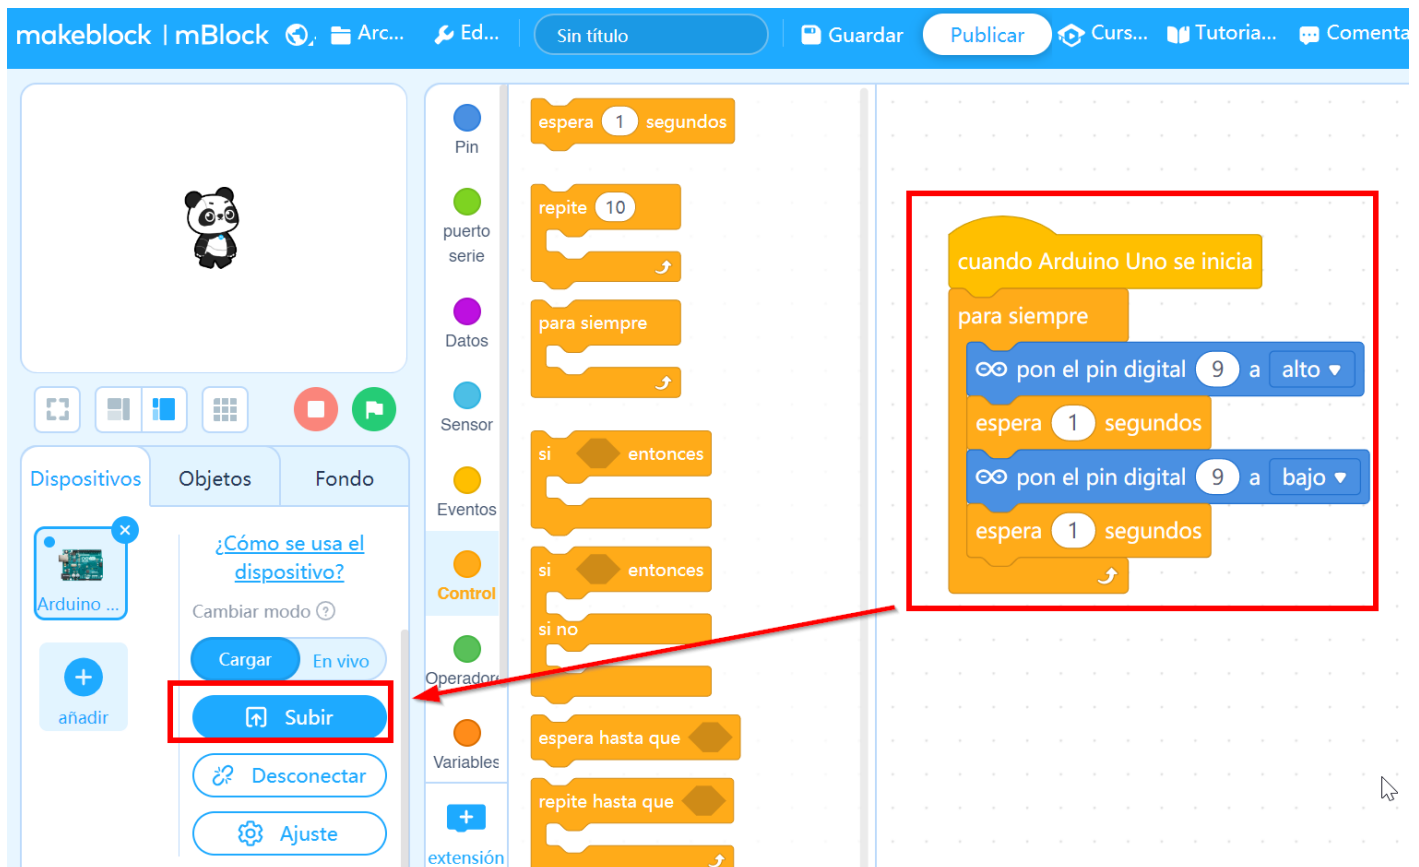 makeblock | mBlock
Arc...
Ed...
Sin título
Guardar
Publicar
Curs...
Tutoria...
Comenta
Pin
puerto
serie
Datos
Sensor
Eventos
Control
Operador
Variables
extensión
espera 1 segundos
repite 10
para siempre
si entonces
si entonces
si no
espera hasta que
repite hasta que
cuando Arduino Uno se inicia
para siempre
pon el pin digital 9 a alto
espera 1 segundos
pon el pin digital 9 a bajo
espera 1 segundos
Dispositivos
Objetos
Fondo
Arduino ...
añadir
¿Cómo se usa el
dispositivo?
Cambiar modo ?
Cargar
En vivo
Subir
Desconectar
Ajuste